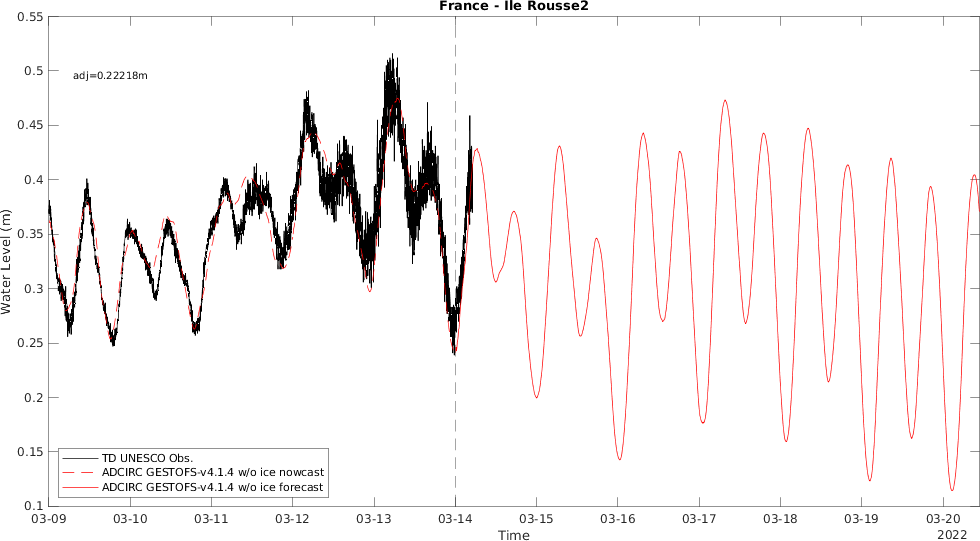 France - Ile Rousse2
adj=0.22218m
0.55
0.5
0.45
0.4
0.35
0.3
0.25
0.2
0.15
0.1
Water Level (m)
TD UNESCO Obs.
ADCIRC GESTOFS-v4.1.4 w/o ice nowcast
ADCIRC GESTOFS-v4.1.4 w/o ice forecast
03-09 03-10 03-11 03-12 03-13 03-14 03-15 03-16 03-17 03-18 03-19 03-20
Time
2022